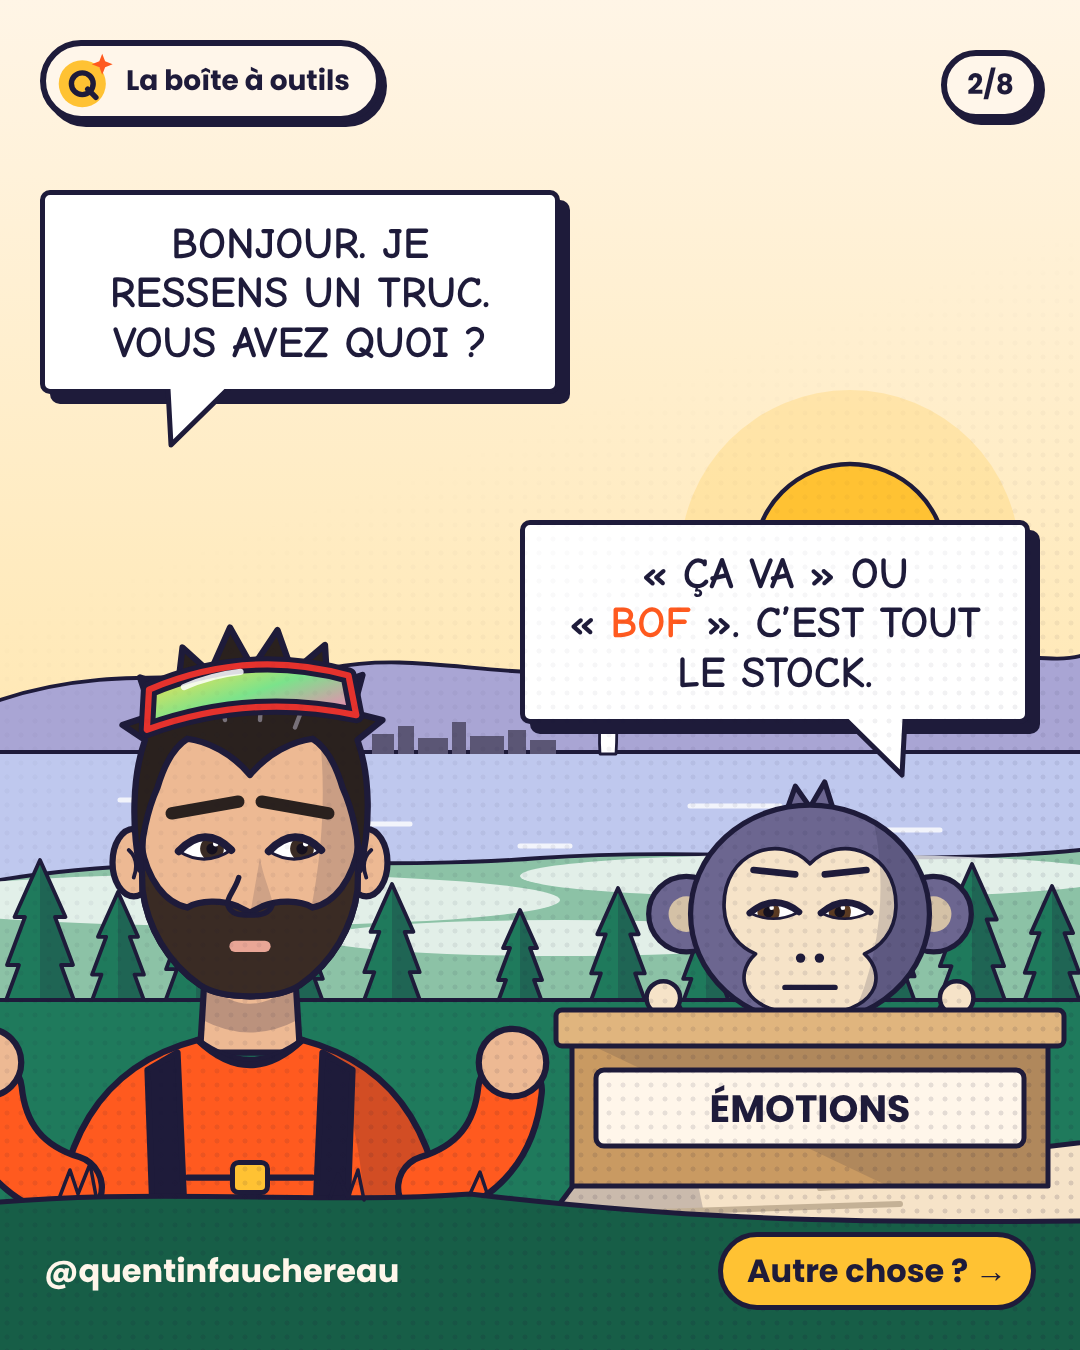 La boîte à outils
2/8
BONJOUR. JE
RESSENS UN TRUC.
VOUS AVEZ QUOI ?
« ÇA VA » OU
« BOF ». C'EST TOUT
LE STOCK.
ÉMOTIONS
@quentinfauchereau
Autre chose ? →